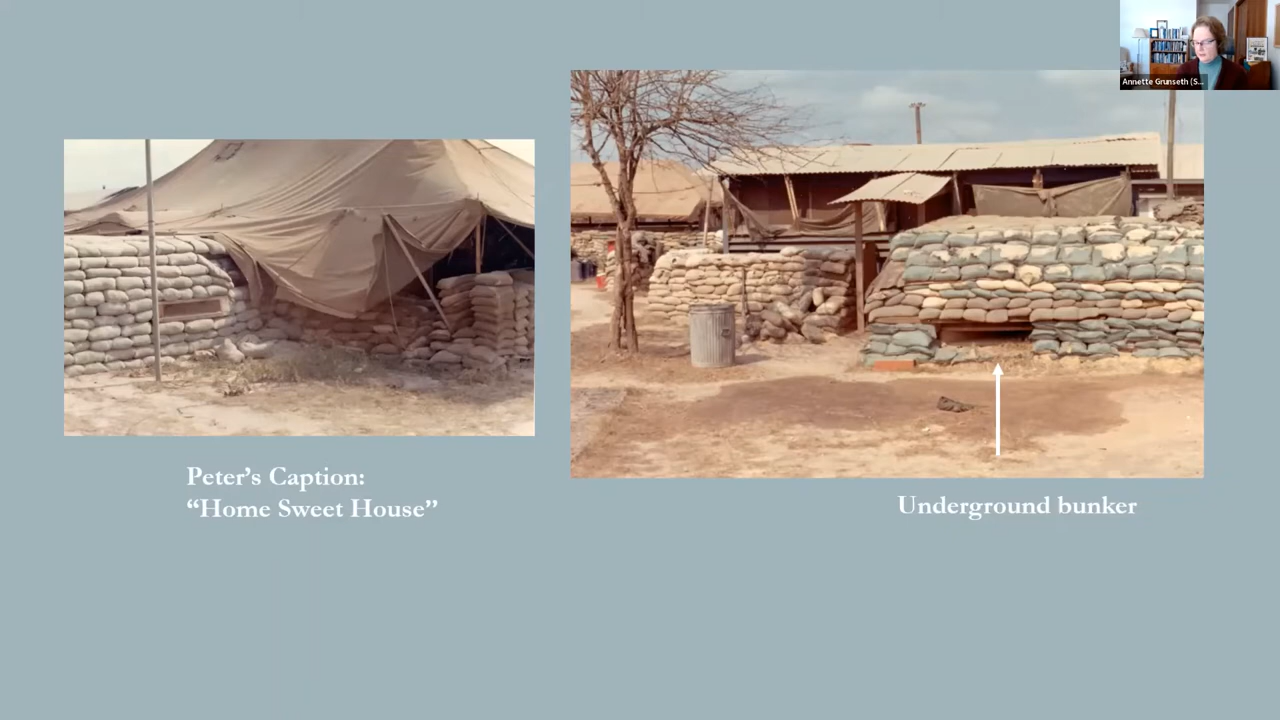 Annette Grunseth (S...
Peter’s Caption:
“Home Sweet House”
Underground bunker